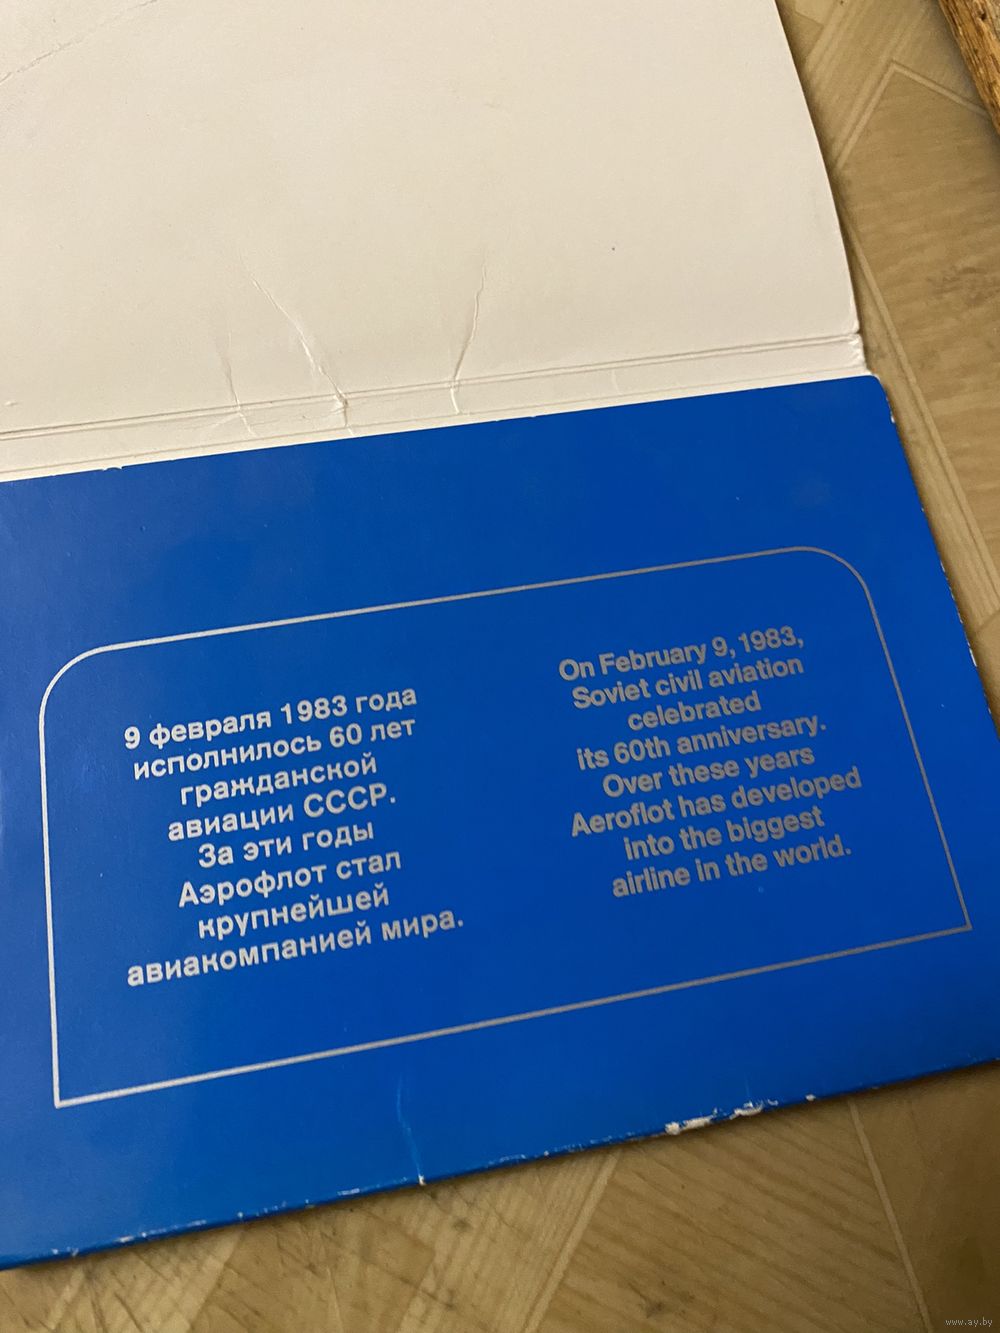 9 февраля 1983 года
исполнилось 60 лет
гражданской
авиации СССР.
За эти годы
Аэрофлот стал
крупнейшей
авиакомпанией мира.
On February 9, 1983,
Soviet civil aviation
celebrated
its 60th anniversary.
Over these years
Aeroflot has developed
into the biggest
airline in the world.
www.ay.by